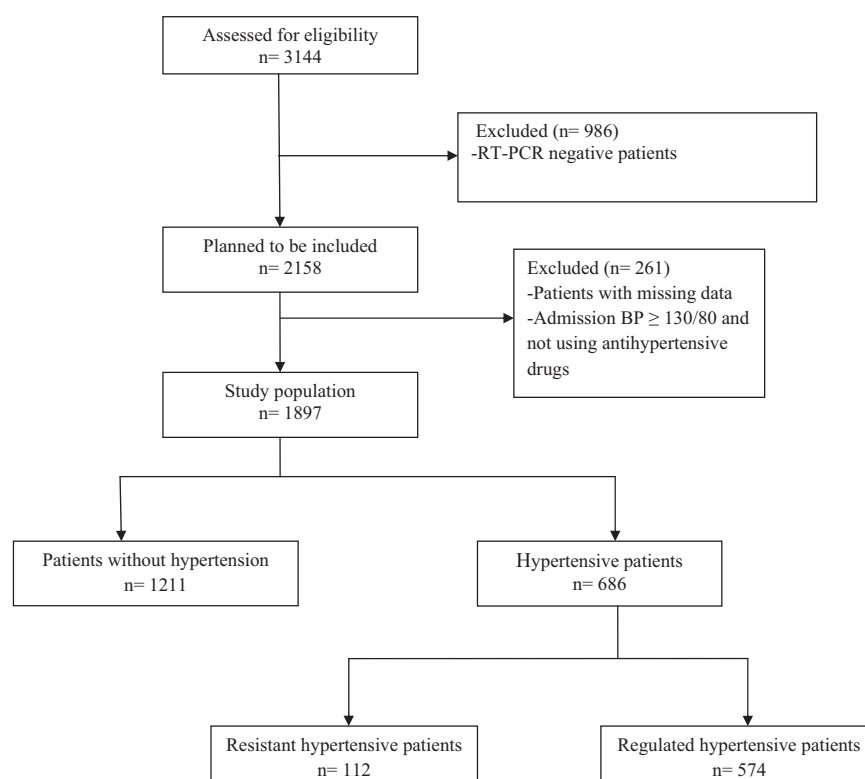 Assessed for eligibility
n= 3144
Excluded (n= 986)
-RT-PCR negative patients
Planned to be included
n= 2158
Excluded (n= 261)
-Patients with missing data
-Admission BP ≥ 130/80 and
not using antihypertensive
drugs
Study population
n= 1897
Patients without hypertension
n= 1211
Hypertensive patients
n= 686
Resistant hypertensive patients
n= 112
Regulated hypertensive patients
n= 574